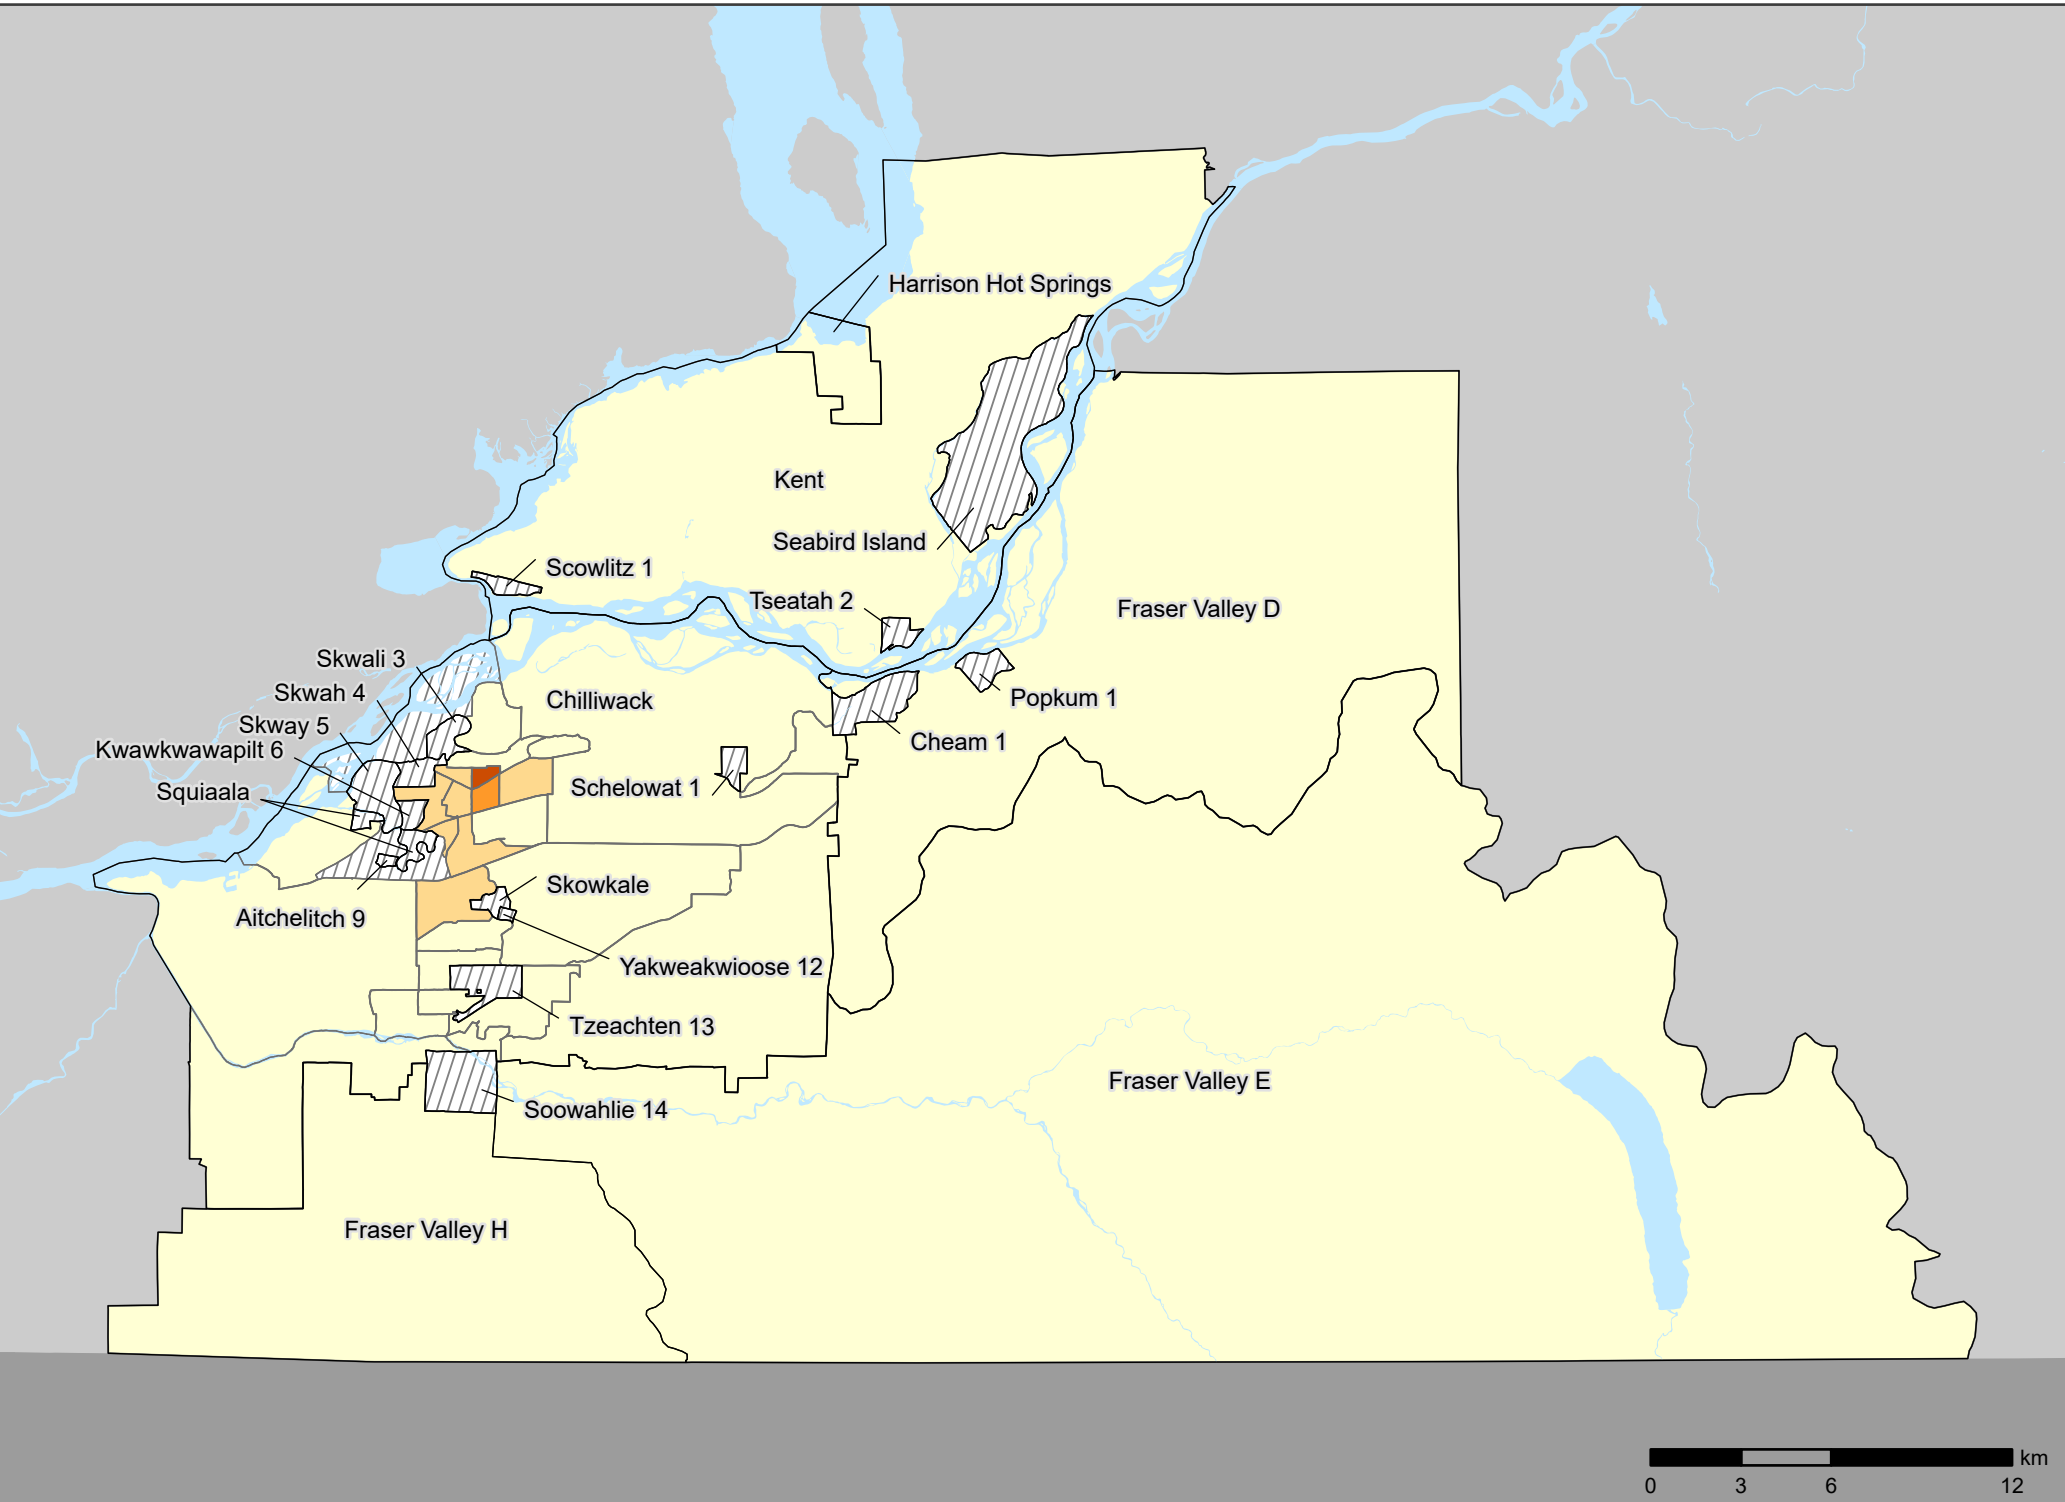 Harrison Hot Springs
Kent
Seabird Island
Scowlitz 1
Tseatah 2
Fraser Valley D
Skwali 3
Skwah 4
Chilliwack
Popkum 1
Skway 5
Cheam 1
Kwawkwawapilt 6
Squiaala
Schelowat 1
Skowkale
Aitchelitch 9
Yakweakwioose 12
Tzeachten 13
Fraser Valley E
Soowahlie 14
Fraser Valley H
km
0 3 6 12